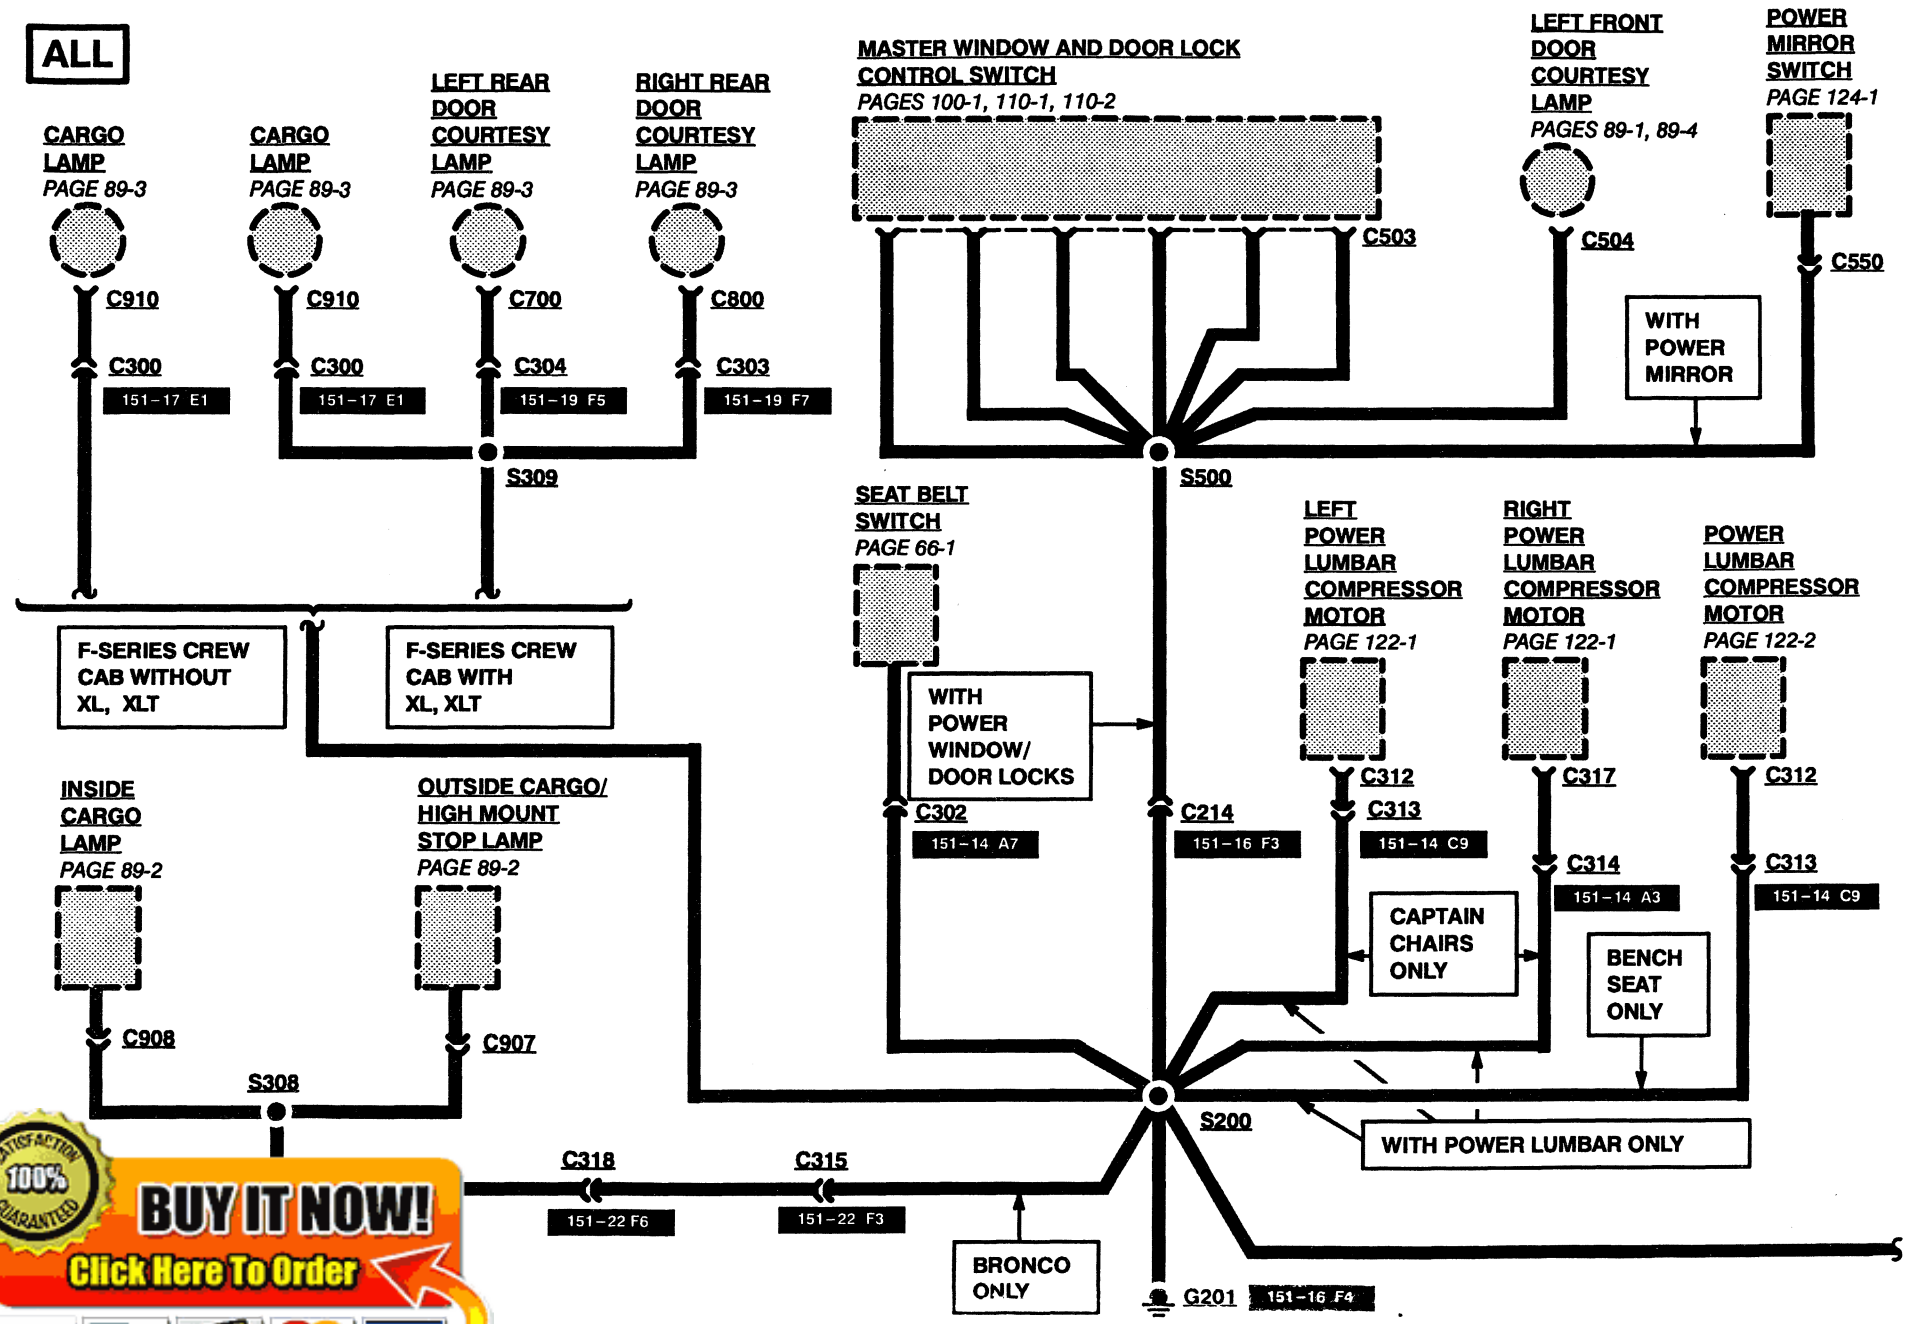 ALL
CARGO
LAMP
PAGE 89-3
CARGO
LAMP
PAGE 89-3
LEFT REAR
DOOR
COURTESY
LAMP
PAGE 89-3
RIGHT REAR
DOOR
COURTESY
LAMP
PAGE 89-3
MASTER WINDOW AND DOOR LOCK
CONTROL SWITCH
PAGES 100-1, 110-1, 110-2
LEFT FRONT
DOOR
COURTESY
LAMP
PAGES 89-1, 89-4
POWER
MIRROR
SWITCH
PAGE 124-1
C910
C910
C700
C800
C503
C504
C550
C300
C300
C304
C303
151-17 E1
151-17 E1
151-19 F5
151-19 F7
WITH
POWER
MIRROR
S309
S500
SEAT BELT
SWITCH
PAGE 66-1
LEFT
POWER
LUMBAR
COMPRESSOR
MOTOR
PAGE 122-1
RIGHT
POWER
LUMBAR
COMPRESSOR
MOTOR
PAGE 122-1
POWER
LUMBAR
COMPRESSOR
MOTOR
PAGE 122-2
F-SERIES CREW
CAB WITHOUT
XL, XLT
F-SERIES CREW
CAB WITH
XL, XLT
WITH
POWER
WINDOW/
DOOR LOCKS
C312
C317
C312
C302
C214
C313
C314
C313
151-14 A7
151-16 F3
151-14 C9
151-14 A3
151-14 C9
INSIDE
CARGO
LAMP
PAGE 89-2
OUTSIDE CARGO/
HIGH MOUNT
STOP LAMP
PAGE 89-2
CAPTAIN
CHAIRS
ONLY
BENCH
SEAT
ONLY
C908
C907
S308
S200
WITH POWER LUMBAR ONLY
C318
C315
151-22 F6
151-22 F3
BRONCO
ONLY
G201
151-16 F4
SATISFACTION
100%
GUARANTEED
BUY IT NOW!
Click Here To Order